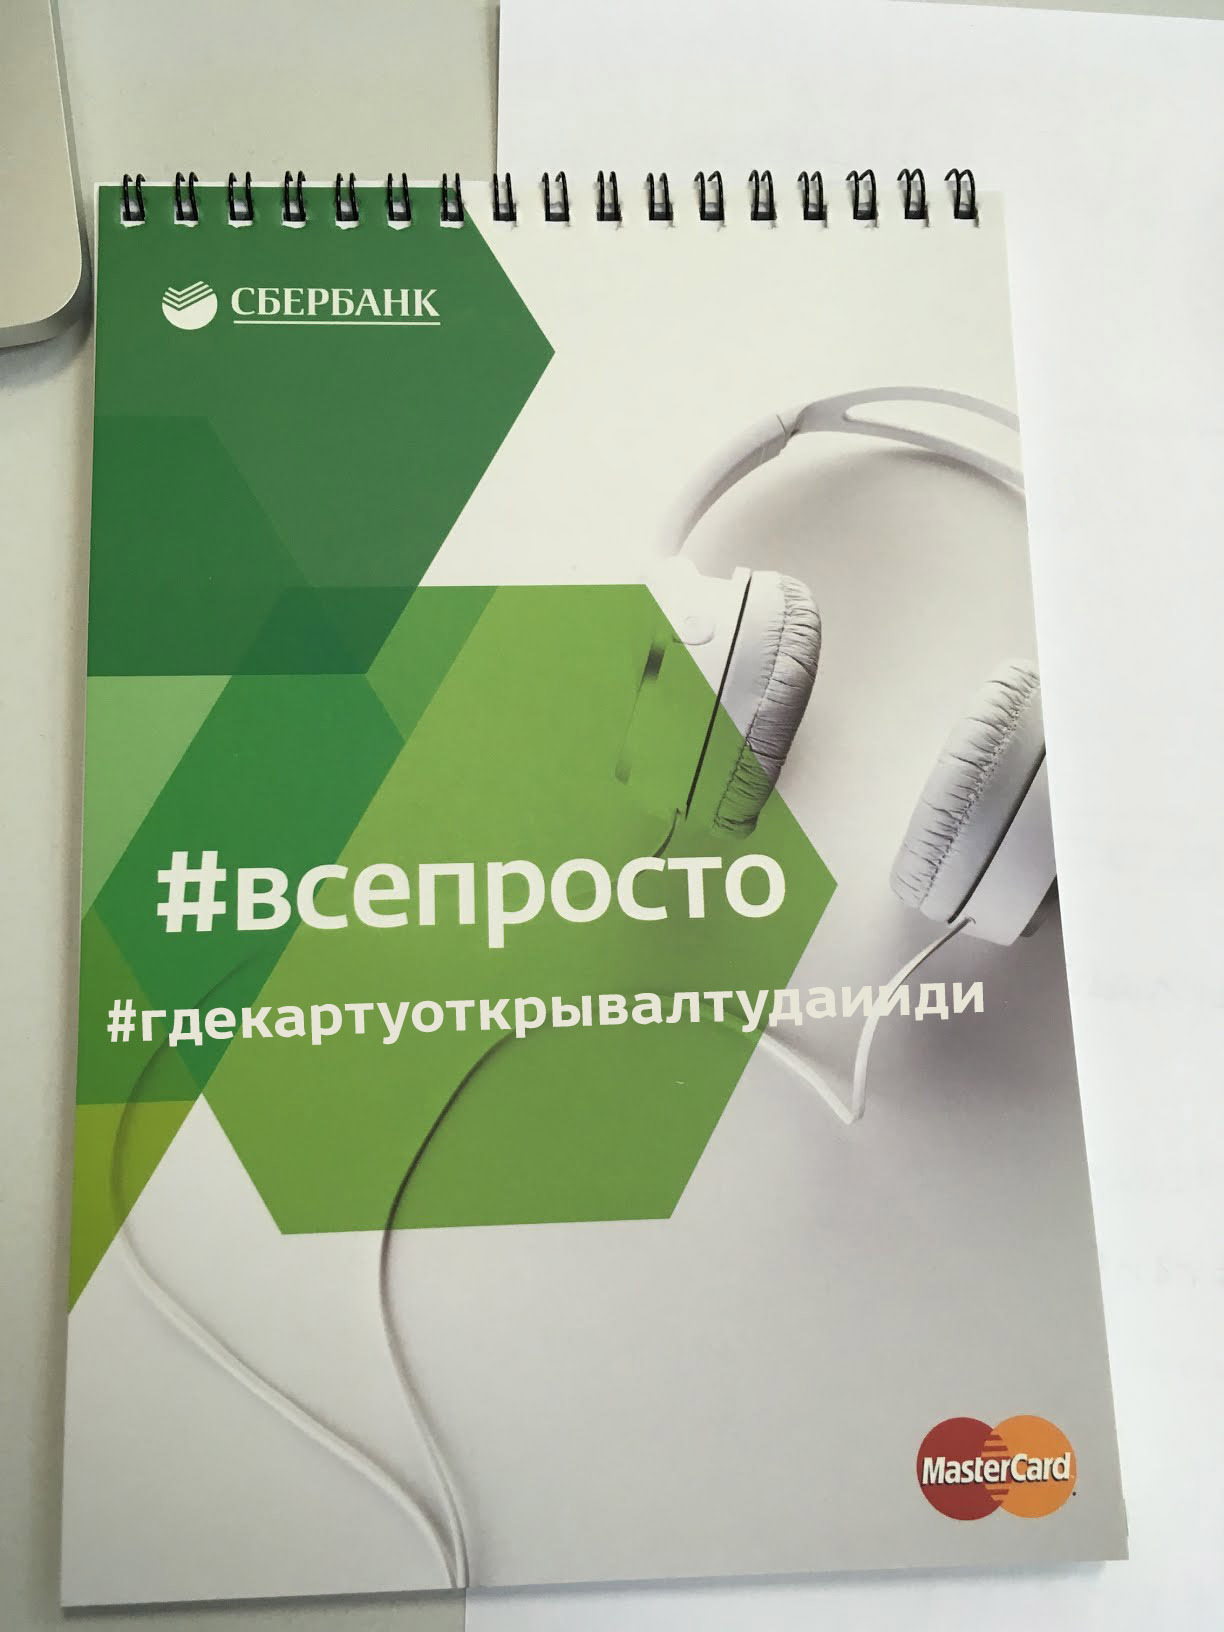 СБЕРБАНК
#всепросто
#гдекартуоткрывалтудаииди
MasterCard